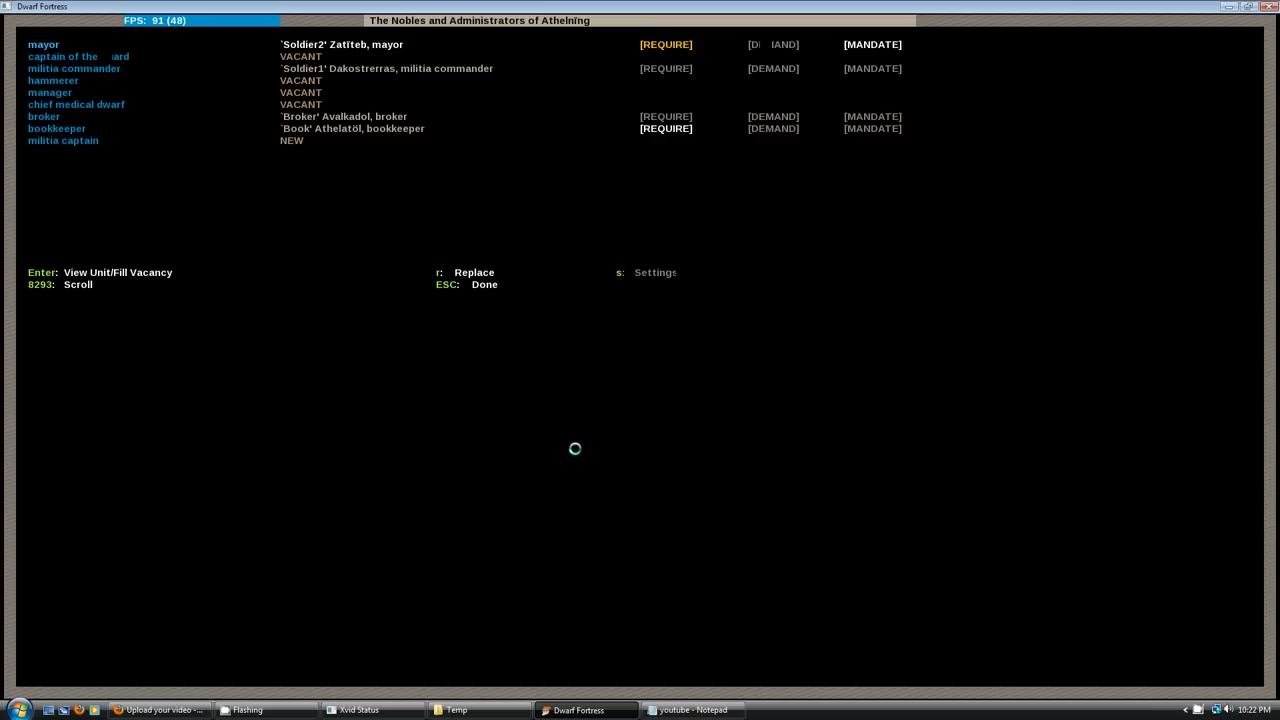 Dwarf Fortress
FPS: 91 (48)
The Nobles and Administrators of Athelnîng
mayor `Soldier2' Zatïteb, mayor [REQUIRE] [D IAND] [MANDATE]
captain of the ard VACANT
militia commander `Soldier1' Dakostrerras, militia commander [REQUIRE] [DEMAND] [MANDATE]
hammerer VACANT
manager VACANT
chief medical dwarf VACANT
broker `Broker' Avalkadol, broker [REQUIRE] [DEMAND] [MANDATE]
bookkeeper `Book' Athelatöl, bookkeeper [REQUIRE] [DEMAND] [MANDATE]
militia captain NEW
Enter: View Unit/Fill Vacancy r: Replace s: Settings
8293: Scroll ESC: Done
Upload your video -... Flashing Xvid Status Temp Dwarf Fortress youtube - Notepad 10:22 PM